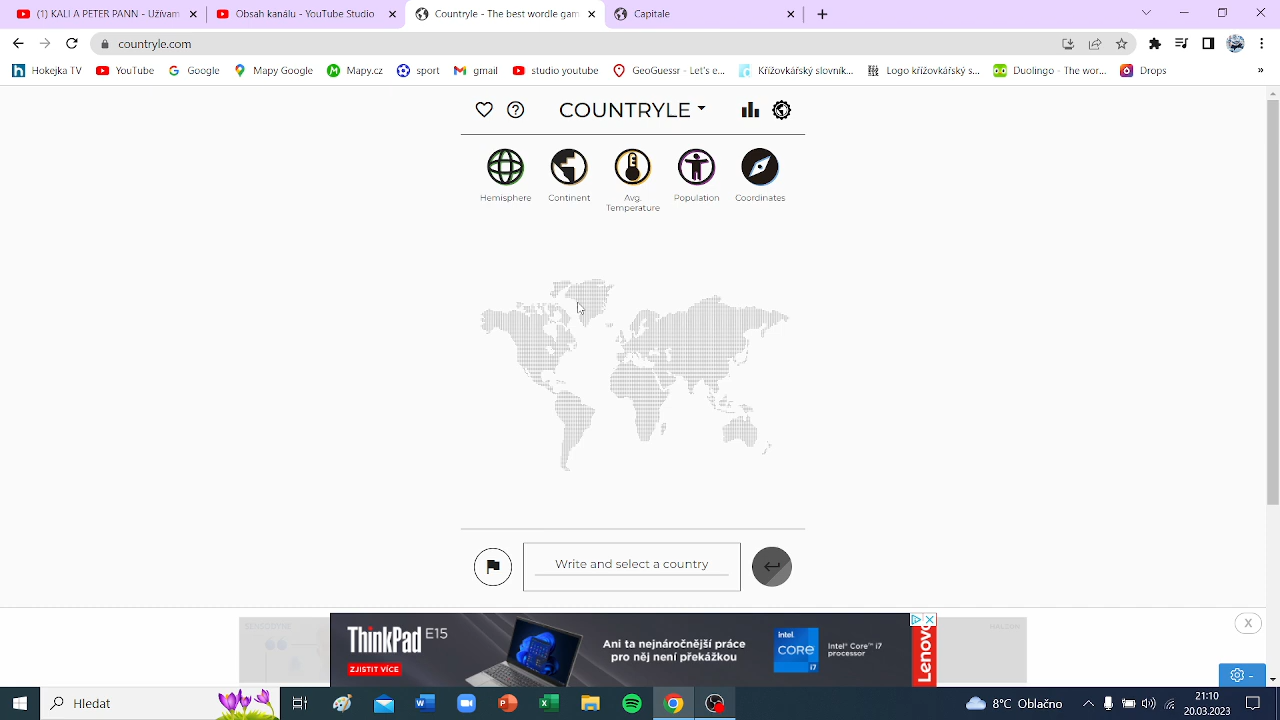 (1) KALI A PETER PANN - Uživam
Obsah kanálu - YouTube Studio
Countryle - The best wordle gam
Countryle
countryle.com
Hokejka TV
YouTube
Google
Mapy Google
Mapy.cz
sport
gmail
studio youtube
GeoGuessr - Let's e...
Křížovkářský slovník...
Logo křížovkářský s...
Duolingo - The wor...
Drops
»
COUNTRYLE
Hemisphere
Continent
Avg.
Temperature
Population
Coordinates
Write and select a country
ThinkPad E15
ZJISTIT VÍCE
Ani ta nejnáročnější práce
pro něj není překážkou
intel
CORE
i7
Intel® Core™ i7
processor
Lenovo
X
Hledat
8°C Oblačno
21:10
20.03.2023